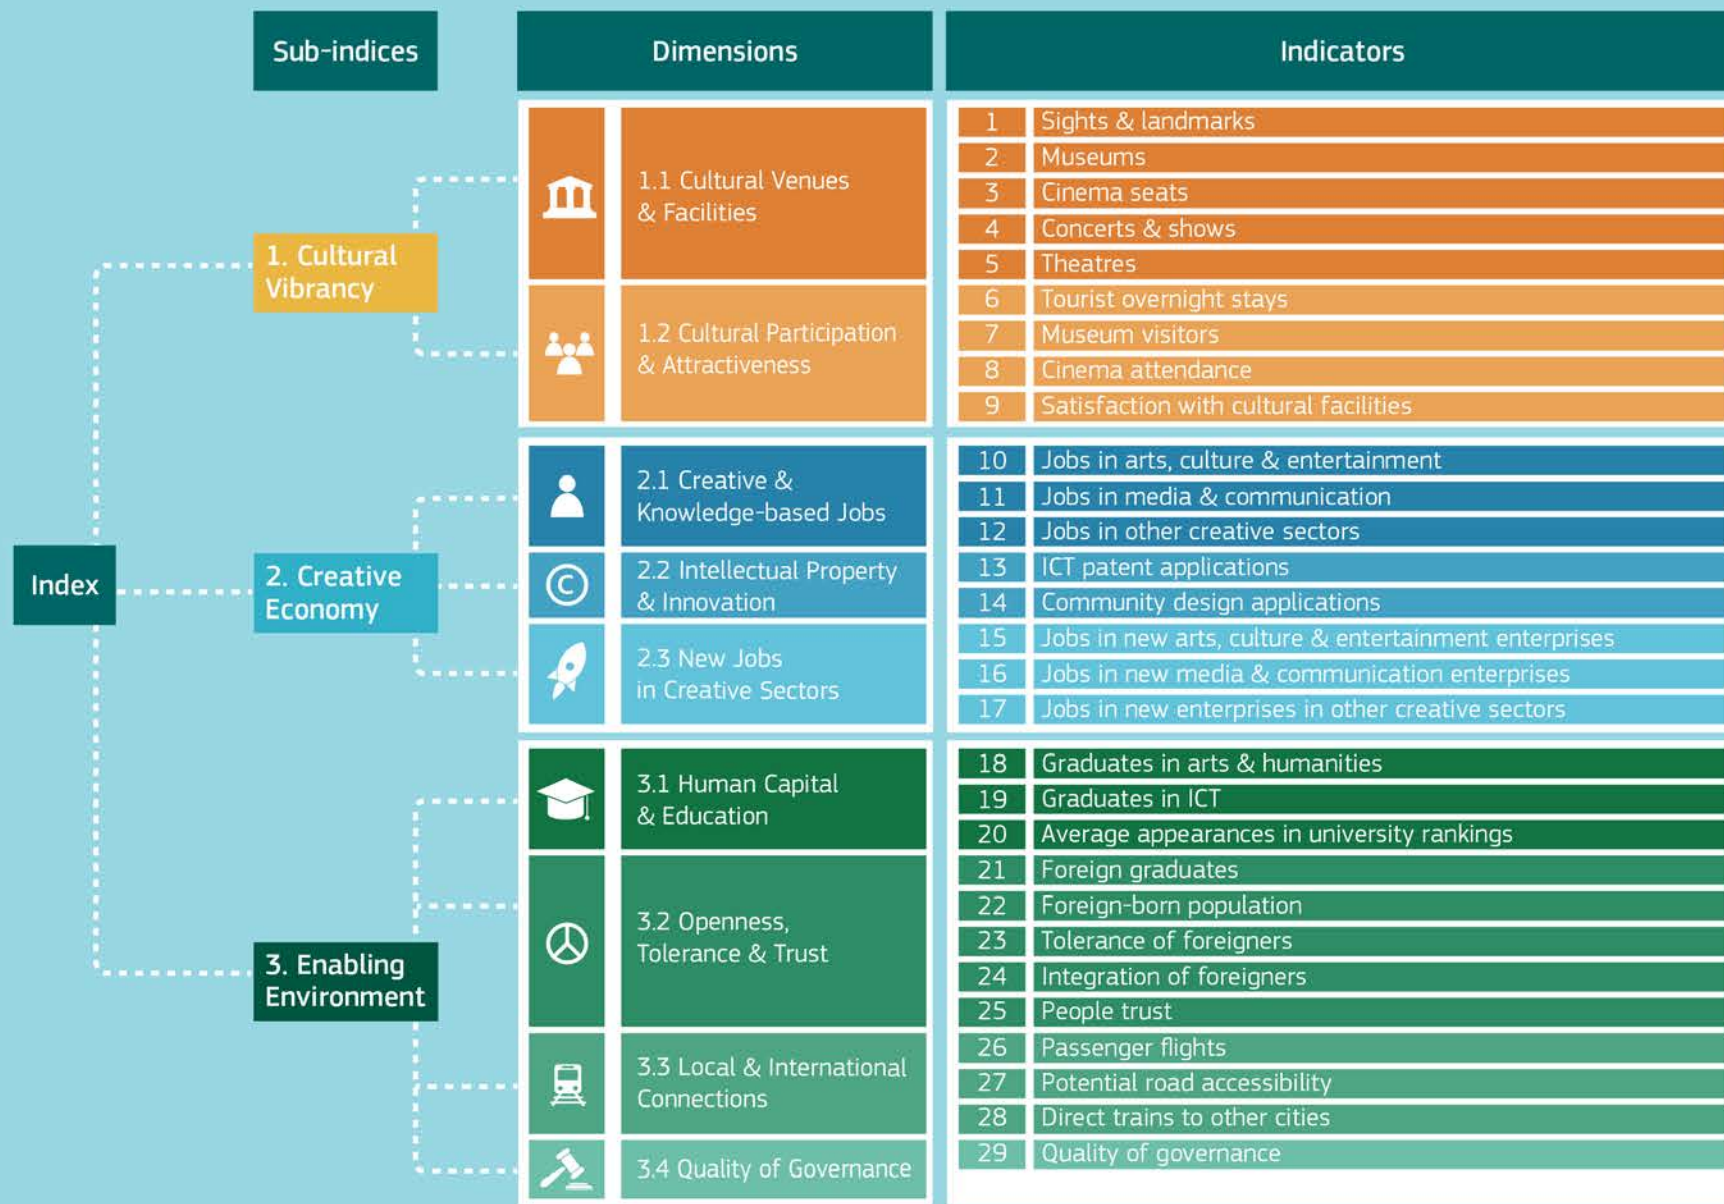 Sub-indices
Dimensions
Indicators
Index
1. Cultural
Vibrancy
1.1 Cultural Venues
& Facilities
1 Sights & landmarks
2 Museums
3 Cinema seats
4 Concerts & shows
5 Theatres
1.2 Cultural Participation
& Attractiveness
6 Tourist overnight stays
7 Museum visitors
8 Cinema attendance
9 Satisfaction with cultural facilities
2. Creative
Economy
2.1 Creative &
Knowledge-based Jobs
10 Jobs in arts, culture & entertainment
11 Jobs in media & communication
12 Jobs in other creative sectors
C
2.2 Intellectual Property
& Innovation
13 ICT patent applications
14 Community design applications
2.3 New Jobs
in Creative Sectors
15 Jobs in new arts, culture & entertainment enterprises
16 Jobs in new media & communication enterprises
17 Jobs in new enterprises in other creative sectors
3. Enabling
Environment
3.1 Human Capital
& Education
18 Graduates in arts & humanities
19 Graduates in ICT
20 Average appearances in university rankings
3.2 Openness,
Tolerance & Trust
21 Foreign graduates
22 Foreign-born population
23 Tolerance of foreigners
24 Integration of foreigners
25 People trust
3.3 Local & International
Connections
26 Passenger flights
27 Potential road accessibility
28 Direct trains to other cities
3.4 Quality of Governance
29 Quality of governance